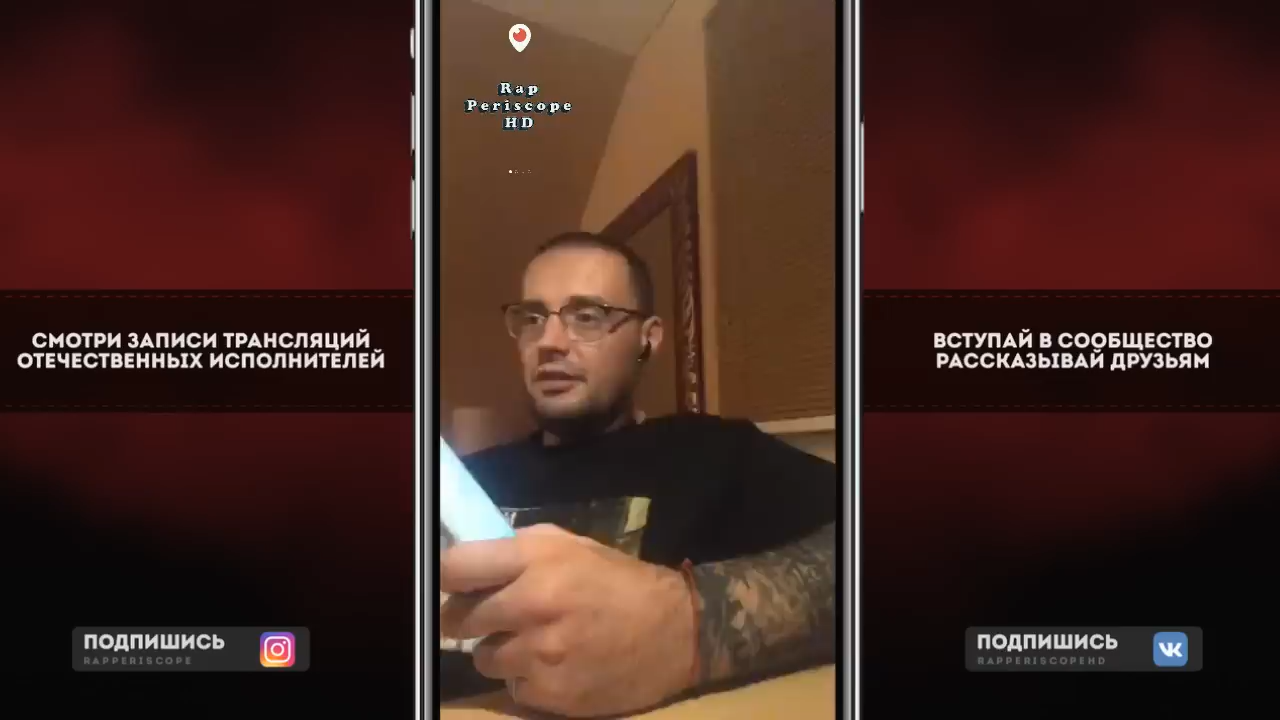 Rap
Periscope
HD
СМОТРИ ЗАПИСИ ТРАНСЛЯЦИЙ
ОТЕЧЕСТВЕННЫХ ИСПОЛНИТЕЛЕЙ
ВСТУПАЙ В СООБЩЕСТВО
РАССКАЗЫВАЙ ДРУЗЬЯМ
ПОДПИШИСЬ
RAPPERISCOPE
ПОДПИШИСЬ
RAPPERISCOPEHD